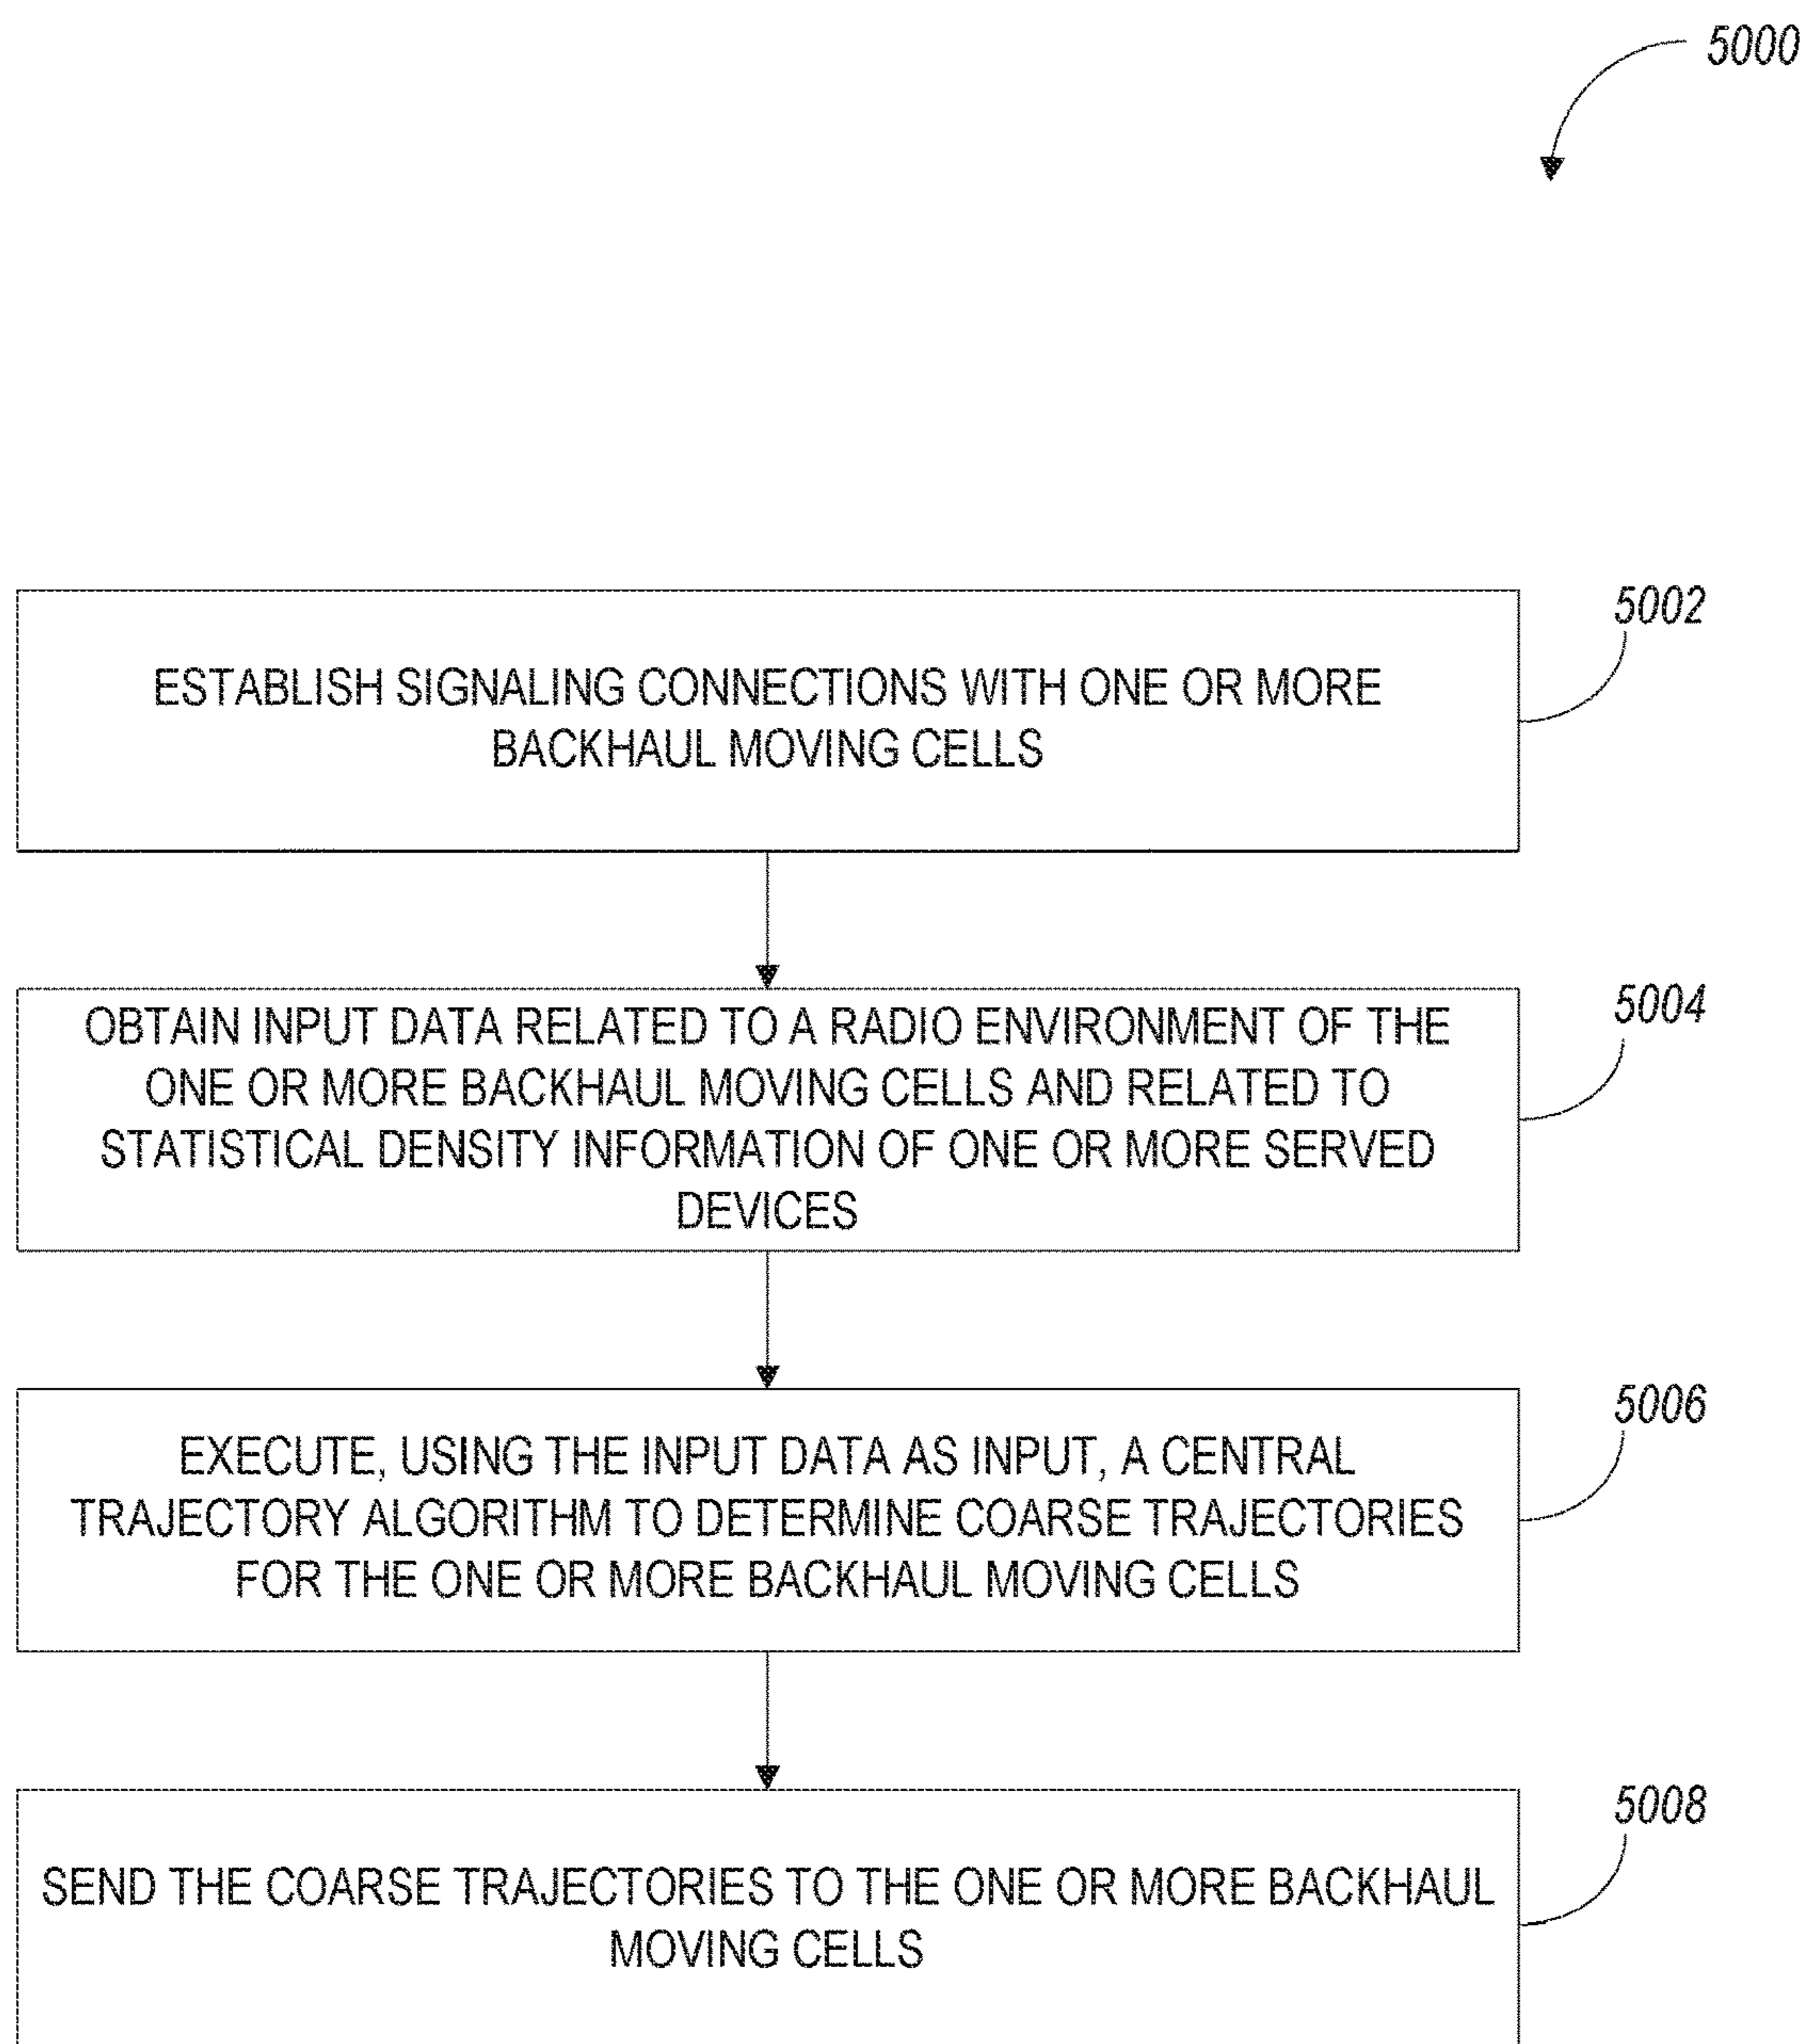 5000
5002
ESTABLISH SIGNALING CONNECTIONS WITH ONE OR MORE
BACKHAUL MOVING CELLS
5004
OBTAIN INPUT DATA RELATED TO A RADIO ENVIRONMENT OF THE
ONE OR MORE BACKHAUL MOVING CELLS AND RELATED TO
STATISTICAL DENSITY INFORMATION OF ONE OR MORE SERVED
DEVICES
5006
EXECUTE, USING THE INPUT DATA AS INPUT, A CENTRAL
TRAJECTORY ALGORITHM TO DETERMINE COARSE TRAJECTORIES
FOR THE ONE OR MORE BACKHAUL MOVING CELLS
5008
SEND THE COARSE TRAJECTORIES TO THE ONE OR MORE BACKHAUL
MOVING CELLS